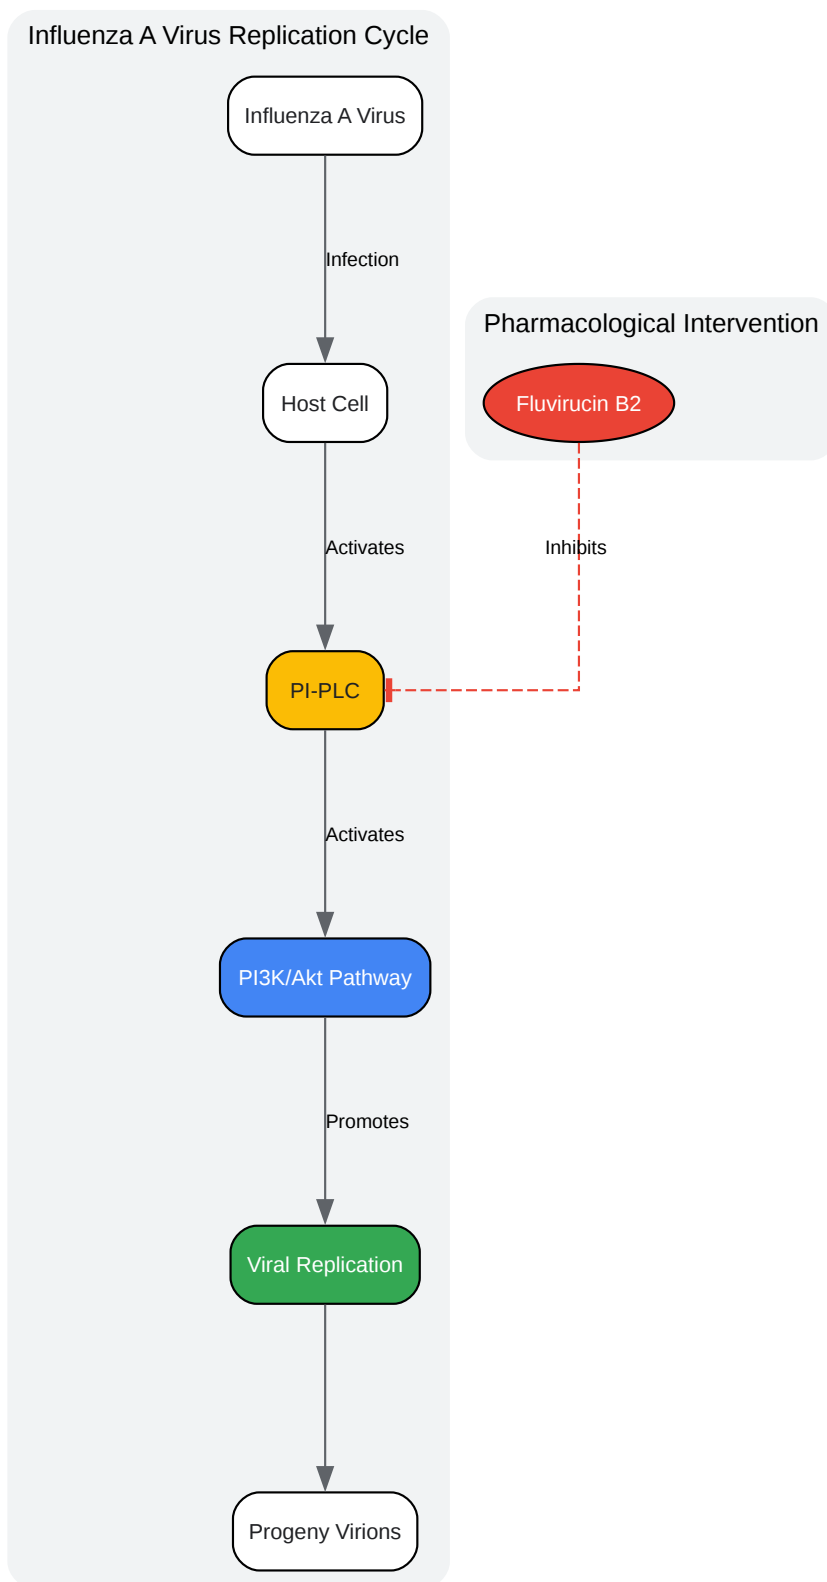 Influenza A Virus Replication Cycle
Influenza A Virus
Infection
Pharmacological Intervention
Host Cell
Fluvirucin B2
Activates
Inhibits
PI-PLC
Activates
PI3K/Akt Pathway
Promotes
Viral Replication
Progeny Virions